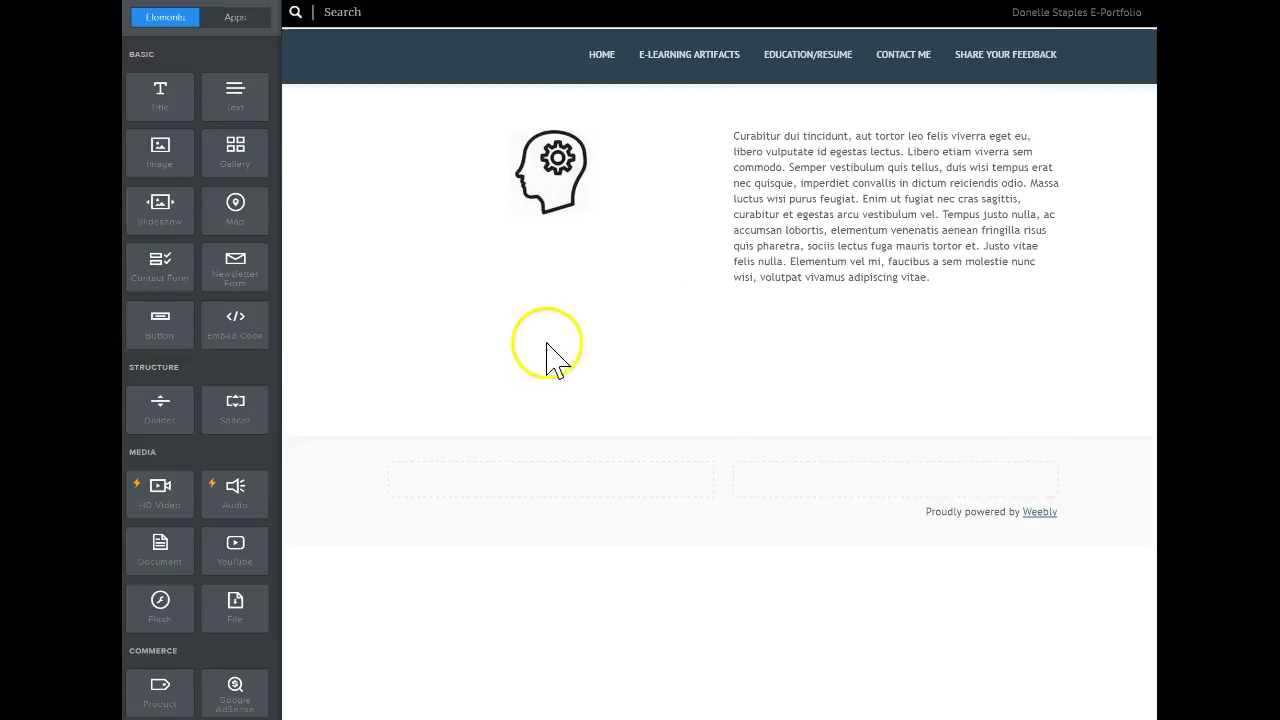 Elements Apps
Search
Donelle Staples E-Portfolio
HOME E-LEARNING ARTIFACTS EDUCATION/RESUME CONTACT ME SHARE YOUR FEEDBACK
BASIC
Title Text
Image Gallery
Slideshow Map
Contact Form Newsletter Form
Button Embed Code
STRUCTURE
Divider Spacer
MEDIA
HD Video Audio
Document YouTube
Flash File
COMMERCE
Product Google AdSense
Curabitur dui tincidunt, aut tortor leo felis viverra eget eu,
libero vulputate id egestas lectus. Libero etiam viverra sem
commodo. Semper vestibulum quis tellus, duis wisi tempus erat
nec quisque, imperdiet convallis in dictum reiciendis odio. Massa
luctus wisi purus feugiat. Enim ut fugiat nec cras sagittis,
curabitur et egestas arcu vestibulum vel. Tempus justo nulla, ac
accumsan lobortis, elementum venenatis aenean fringilla risus
quis pharetra, sociis lectus fuga mauris tortor et. Justo vitae
felis nulla. Elementum vel mi, faucibus a sem molestie nunc
wisi, volutpat vivamus adipiscing vitae.
Proudly powered by Weebly